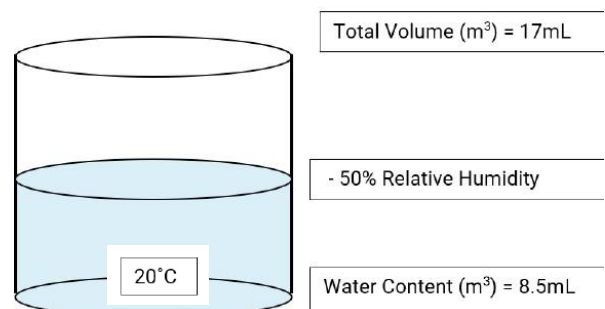 Total Volume (m³) = 17mL
- 50% Relative Humidity
20˚C
Water Content (m³) = 8.5mL